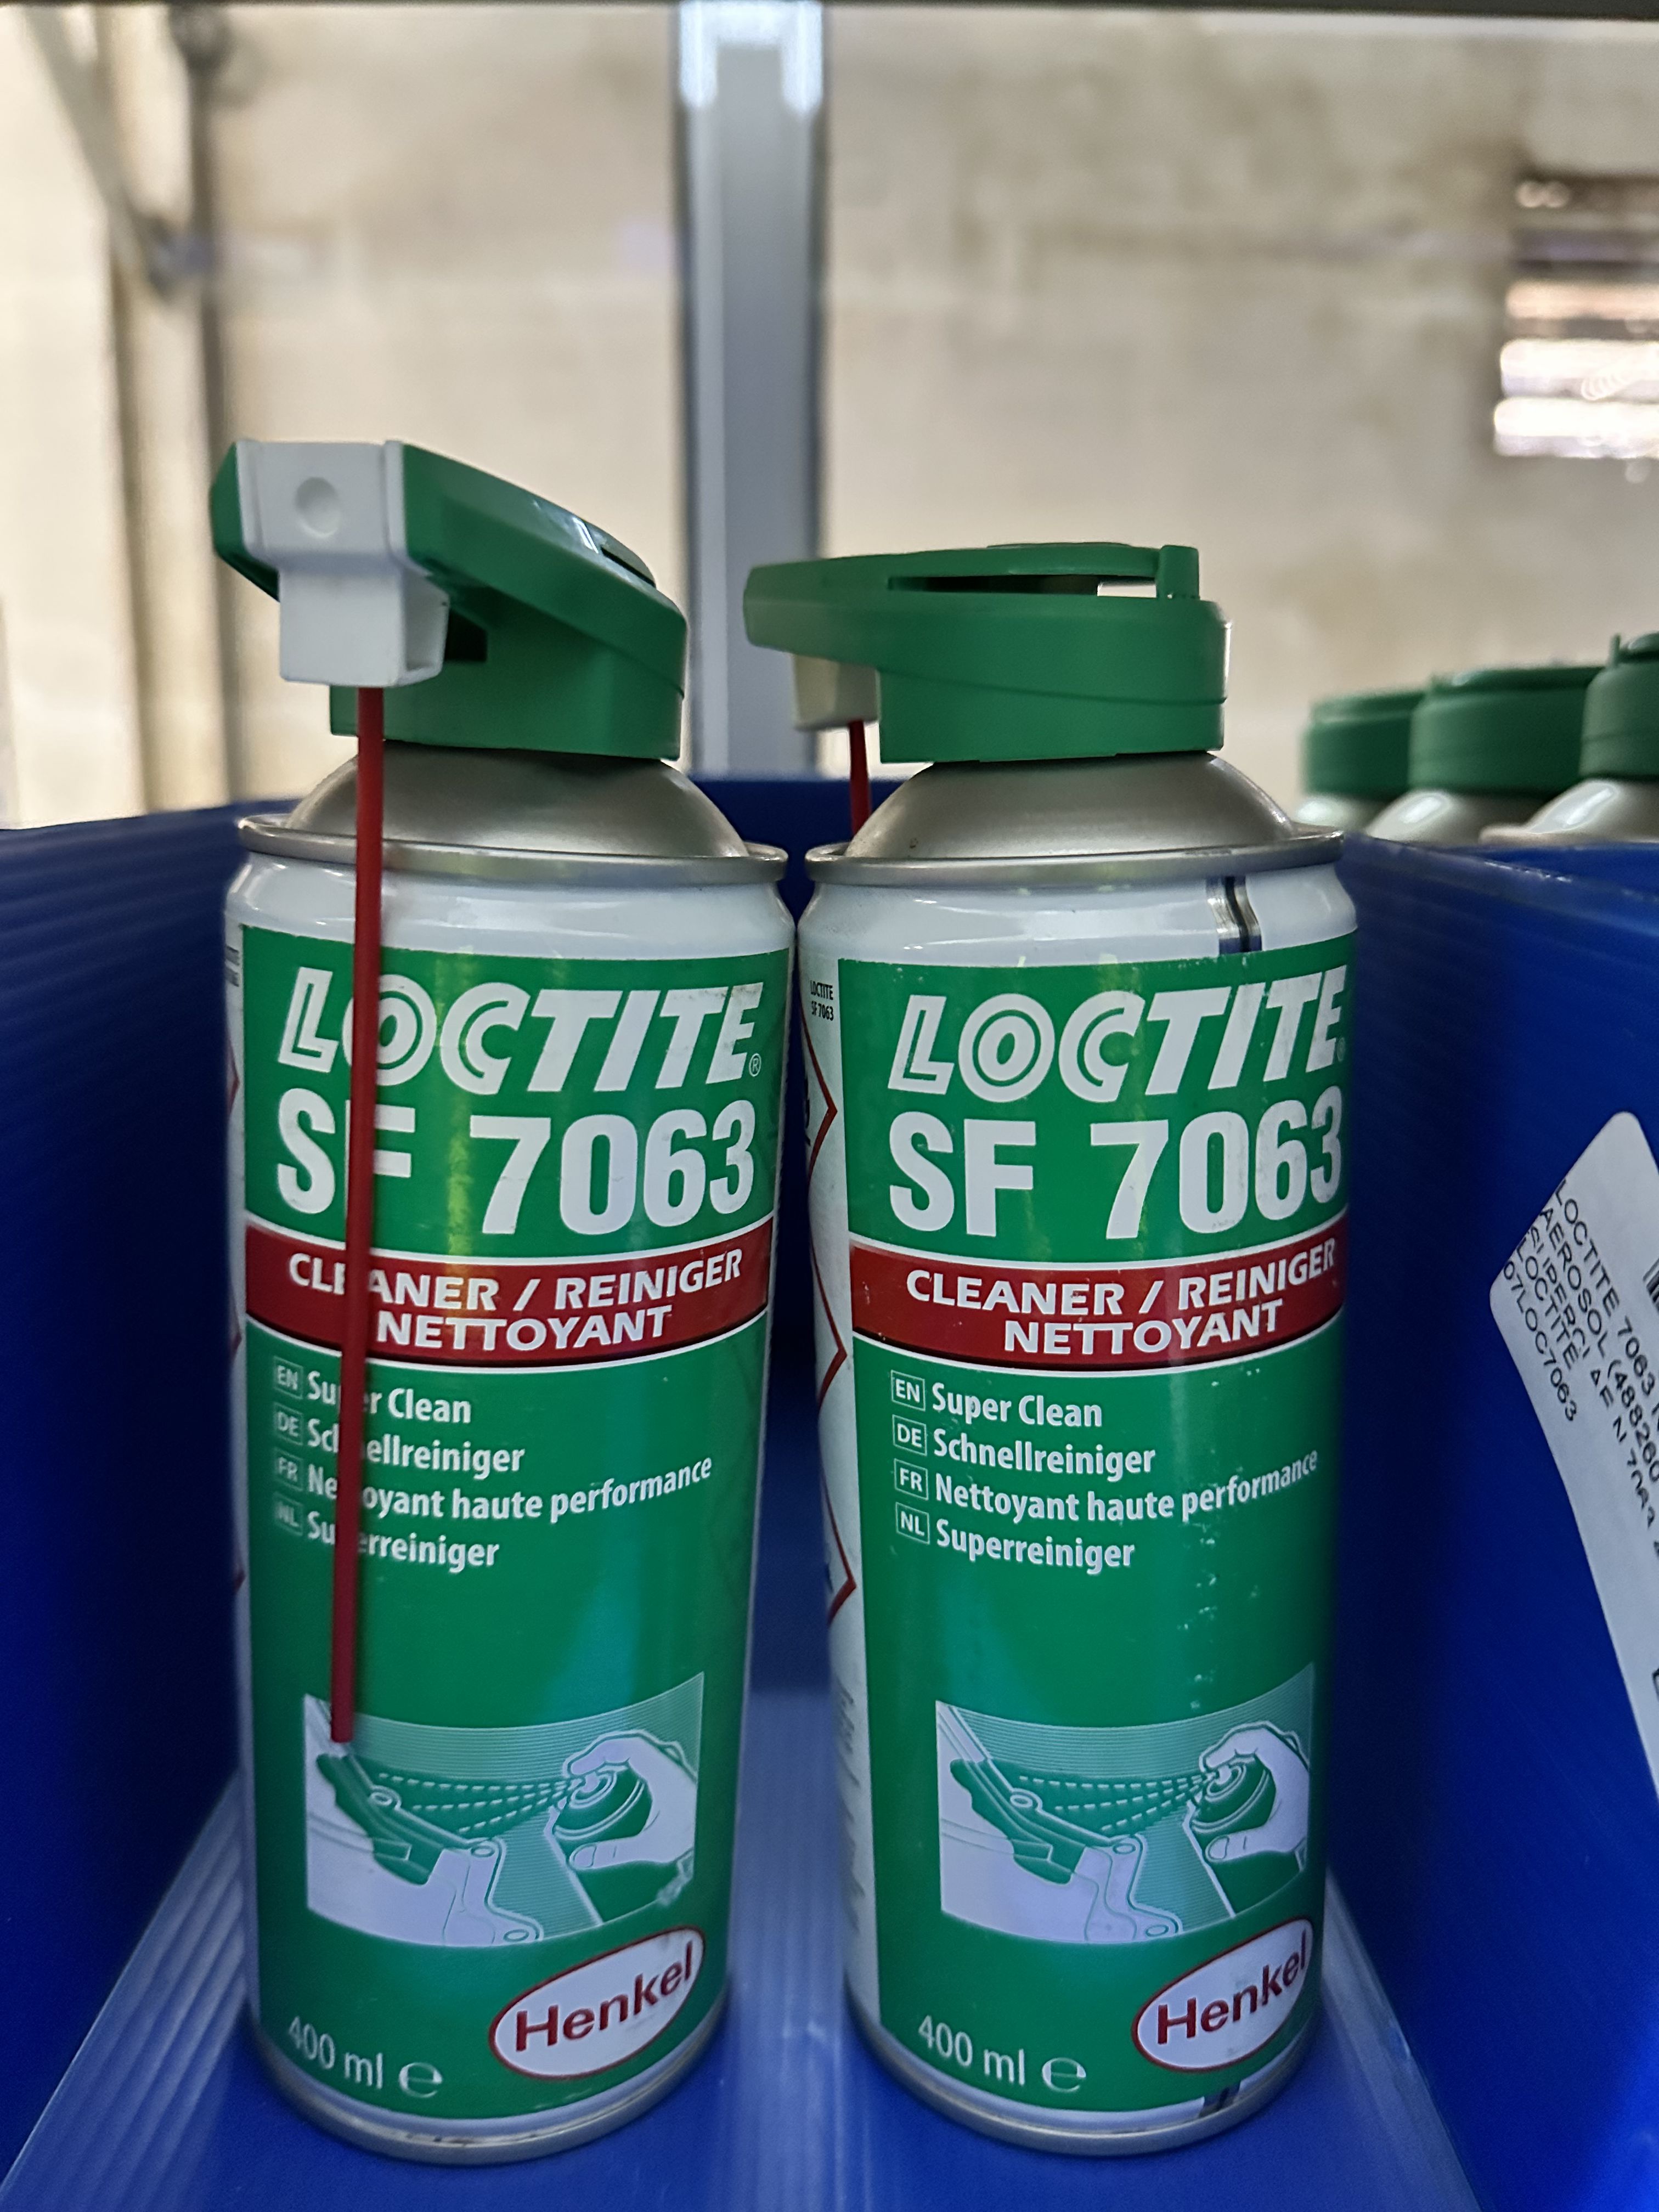 LOCTITE®
SF 7063
CLEANER / REINIGER
NETTOYANT
EN Super Clean
DE Schnellreiniger
FR Nettoyant haute performance
NL Superreiniger
Henkel
400 ml ℮
LOCTITE
SF 7063
LOCTITE®
SF 7063
CLEANER / REINIGER
NETTOYANT
EN Super Clean
DE Schnellreiniger
FR Nettoyant haute performance
NL Superreiniger
Henkel
400 ml ℮
LOCTITE 7063
AEROSOL (488260
LOCTITE
07LOC7063